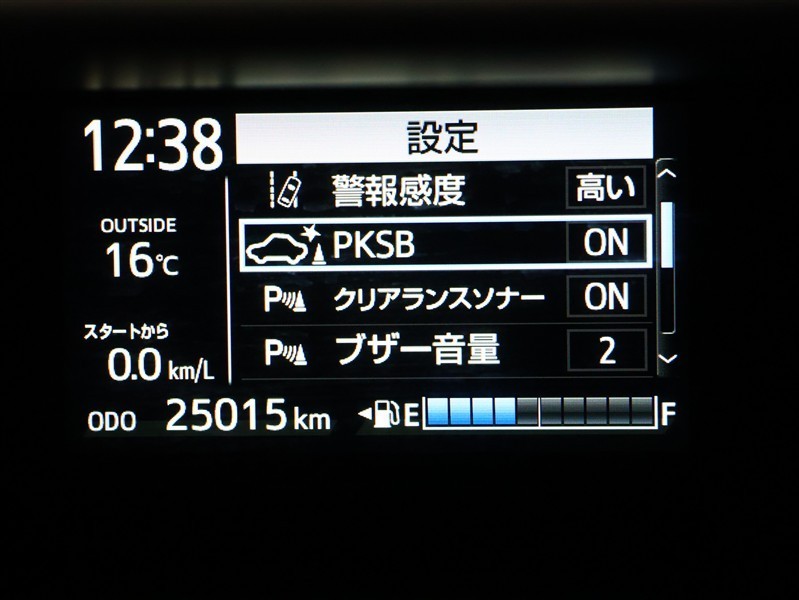 12:38
設定
警報感度 高い
OUTSIDE
16℃
PKSB ON
P クリアランスソナー ON
スタートから
0.0 km/L
P ブザー音量 2
ODO 25015 km
E F